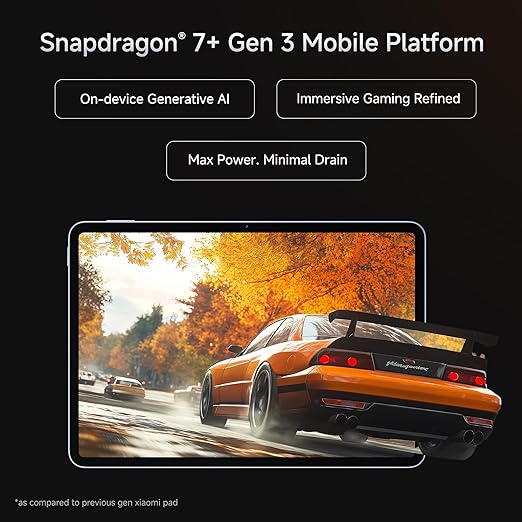 Snapdragon® 7+ Gen 3 Mobile Platform
On-device Generative AI
Immersive Gaming Refined
Max Power. Minimal Drain
*as compared to previous gen xiaomi pad